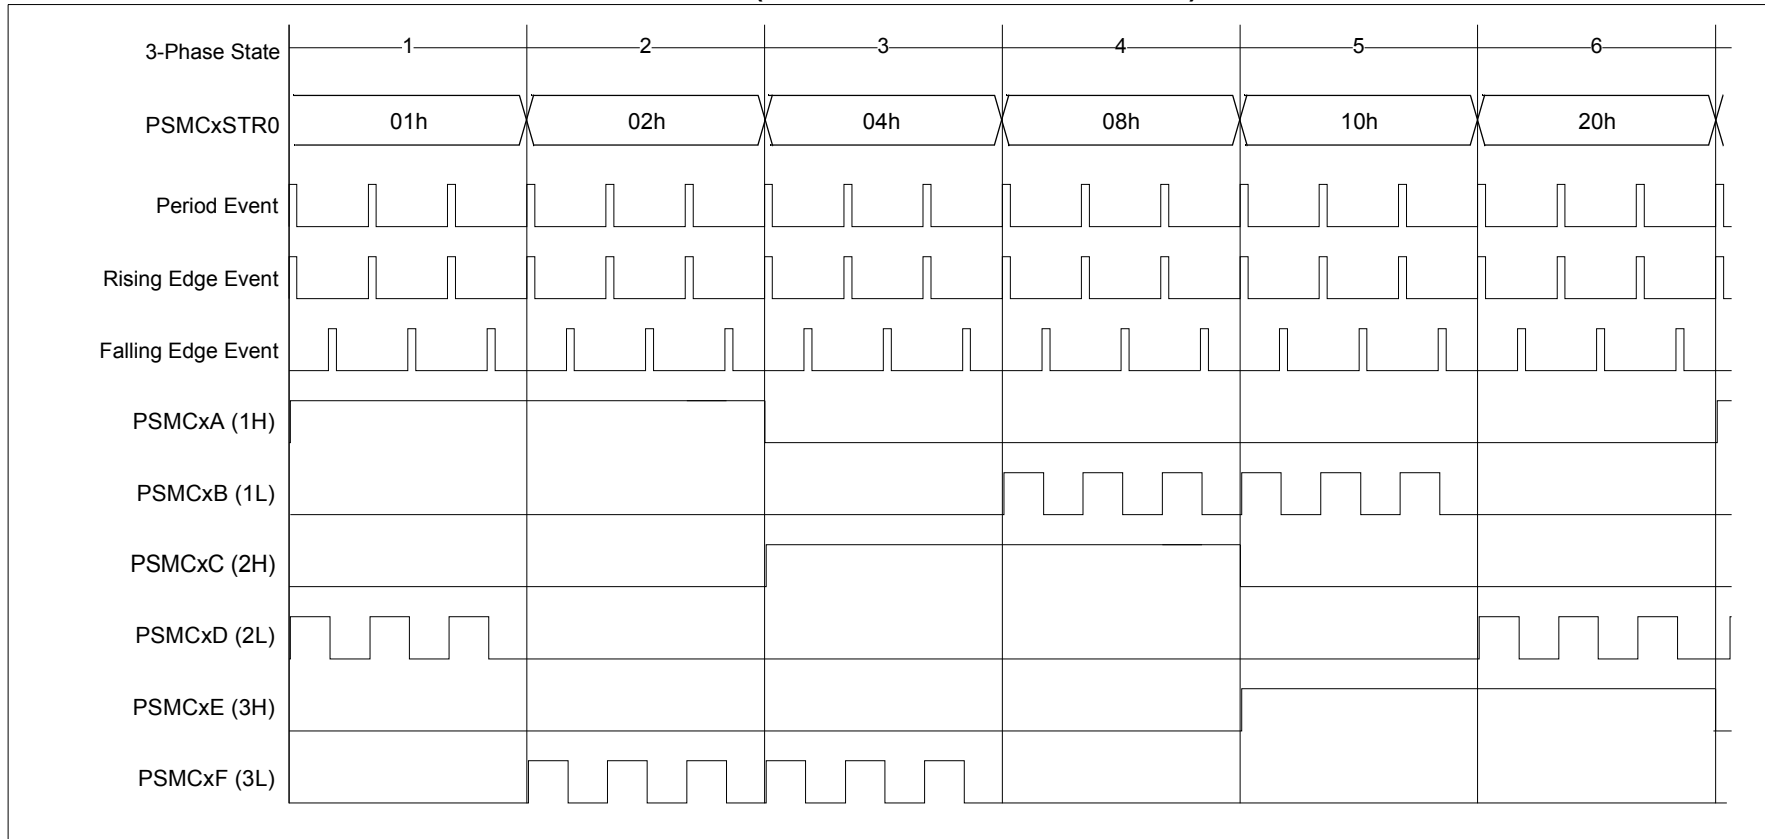 3-Phase State 1 2 3 4 5 6
PSMCxSTR0 01h 02h 04h 08h 10h 20h
Period Event
Rising Edge Event
Falling Edge Event
PSMCxA (1H)
PSMCxB (1L)
PSMCxC (2H)
PSMCxD (2L)
PSMCxE (3H)
PSMCxF (3L)